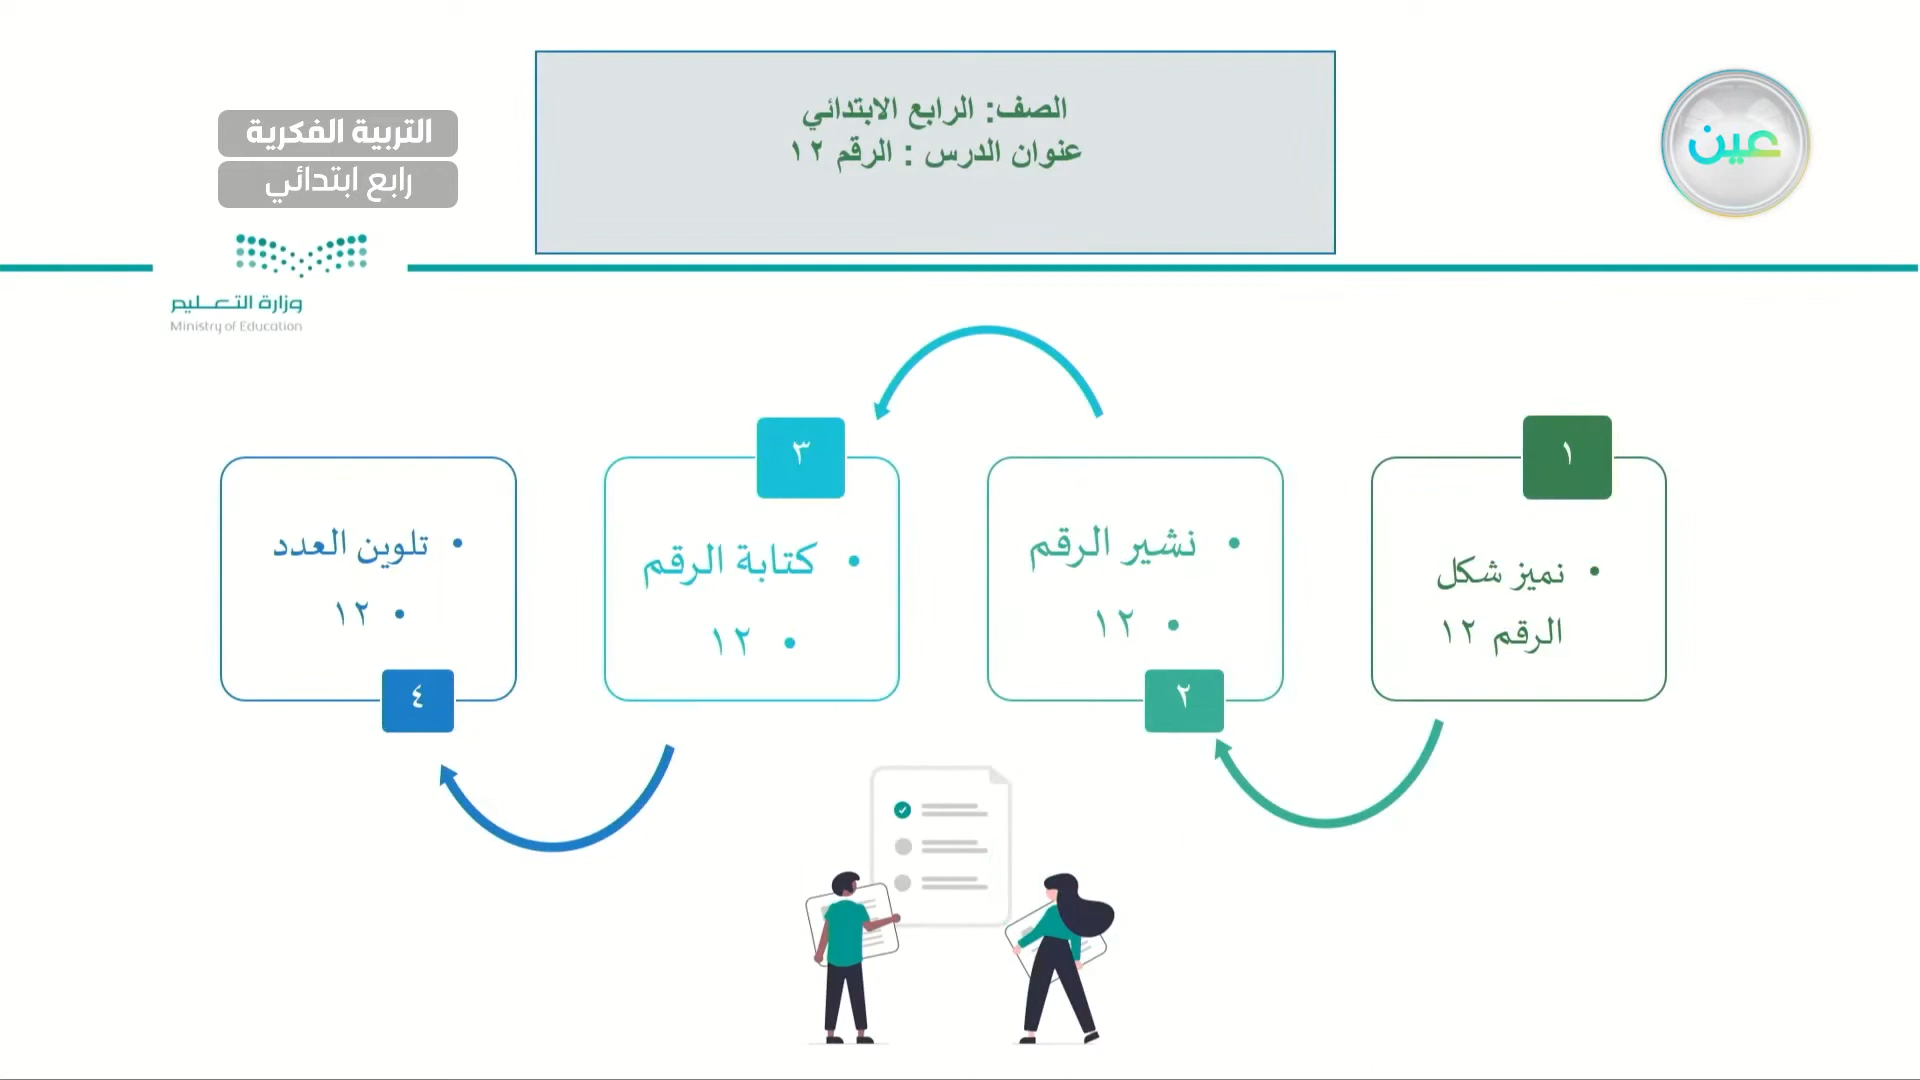 الصف: الرابع الابتدائي
عنوان الدرس : الرقم ١٢
عين
التربية الفكرية
رابع ابتدائي
وزارة التعليم
Ministry of Education
١
• نميز شكل
الرقم ١٢
• نشير الرقم
• ١٢
٢
٣
• كتابة الرقم
• ١٢
• تلوين العدد
• ١٢
٤